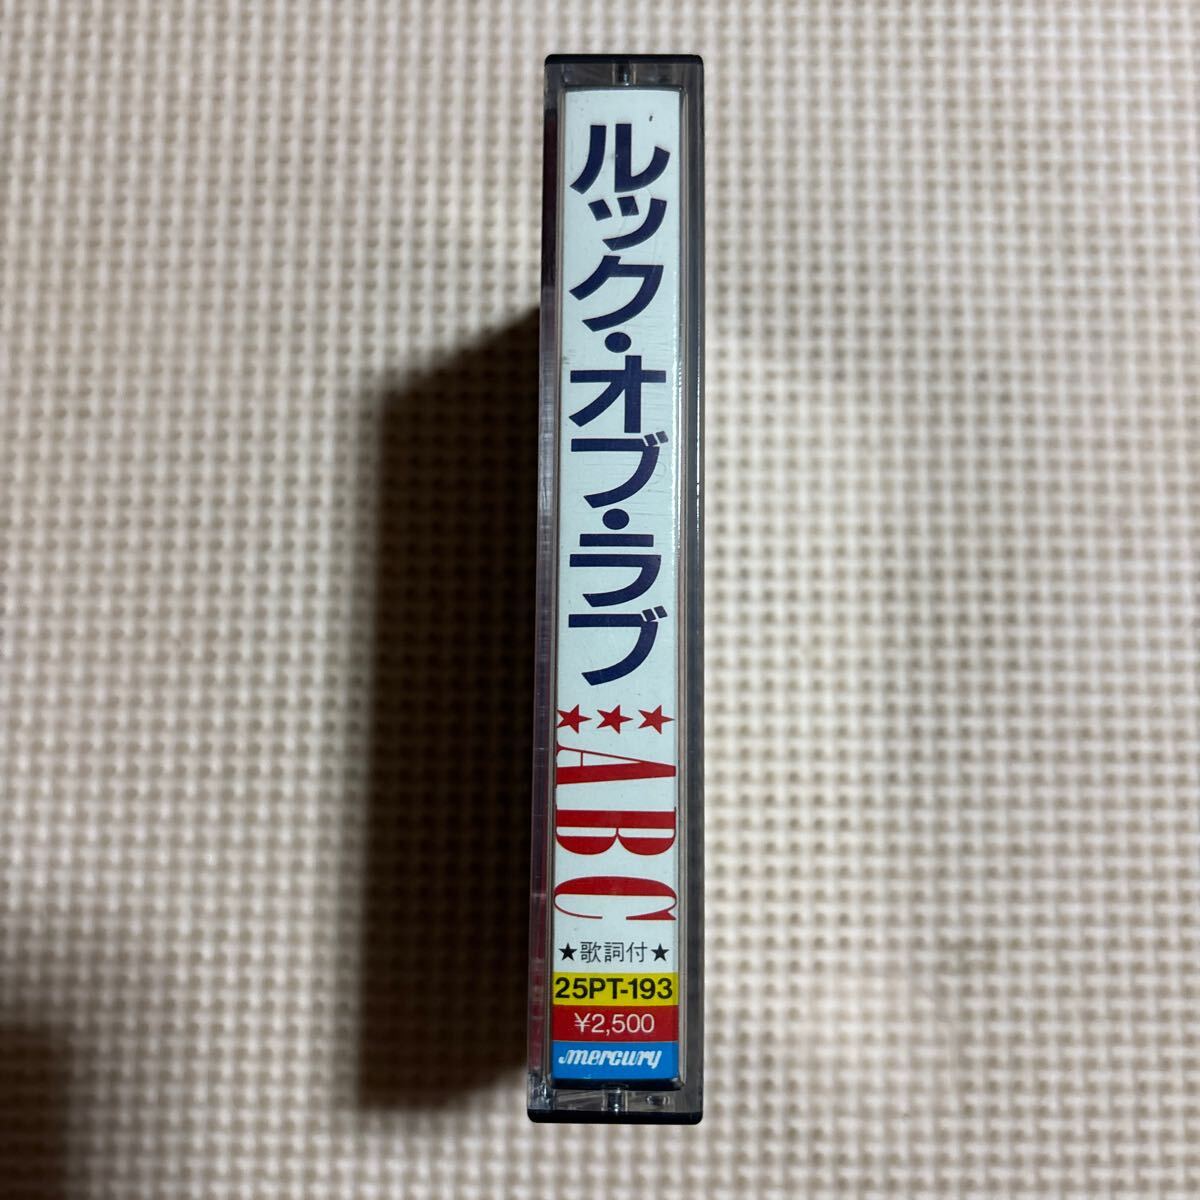 ルック・オブ・ラブ
★★★ABC
★歌詞付★
25PT-193
¥2,500
mercury